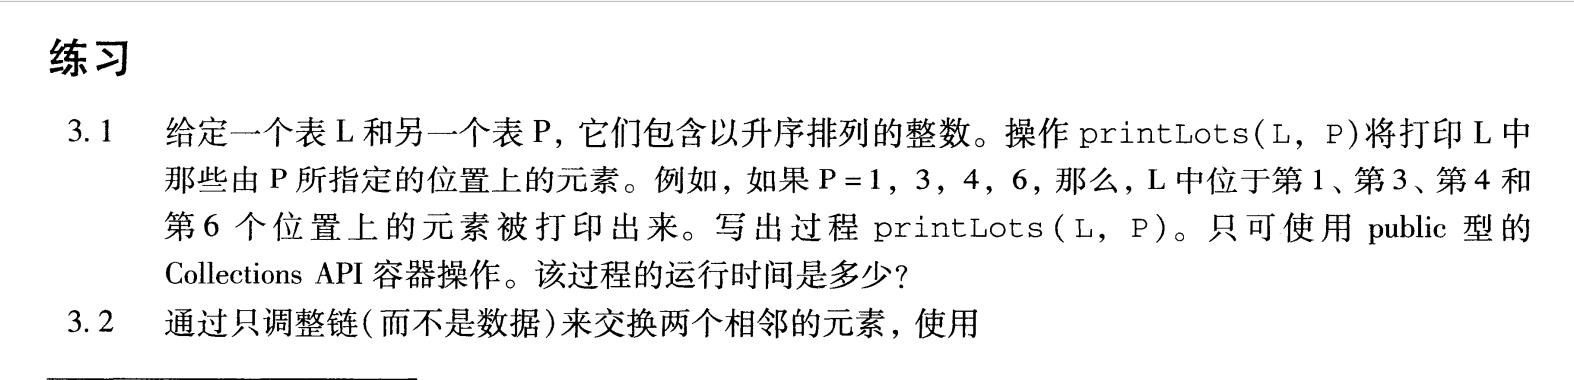 练习
3.1 给定一个表 L 和另一个表 P, 它们包含以升序排列的整数。操作 printLots(L, P)将打印 L 中
那些由 P 所指定的位置上的元素。例如, 如果 P=1, 3, 4, 6, 那么, L 中位于第 1、第 3、第 4 和
第 6 个位置上的元素被打印出来。写出过程 printLots(L, P)。只可使用 public 型的
Collections API 容器操作。该过程的运行时间是多少?
3.2 通过只调整链(而不是数据)来交换两个相邻的元素, 使用